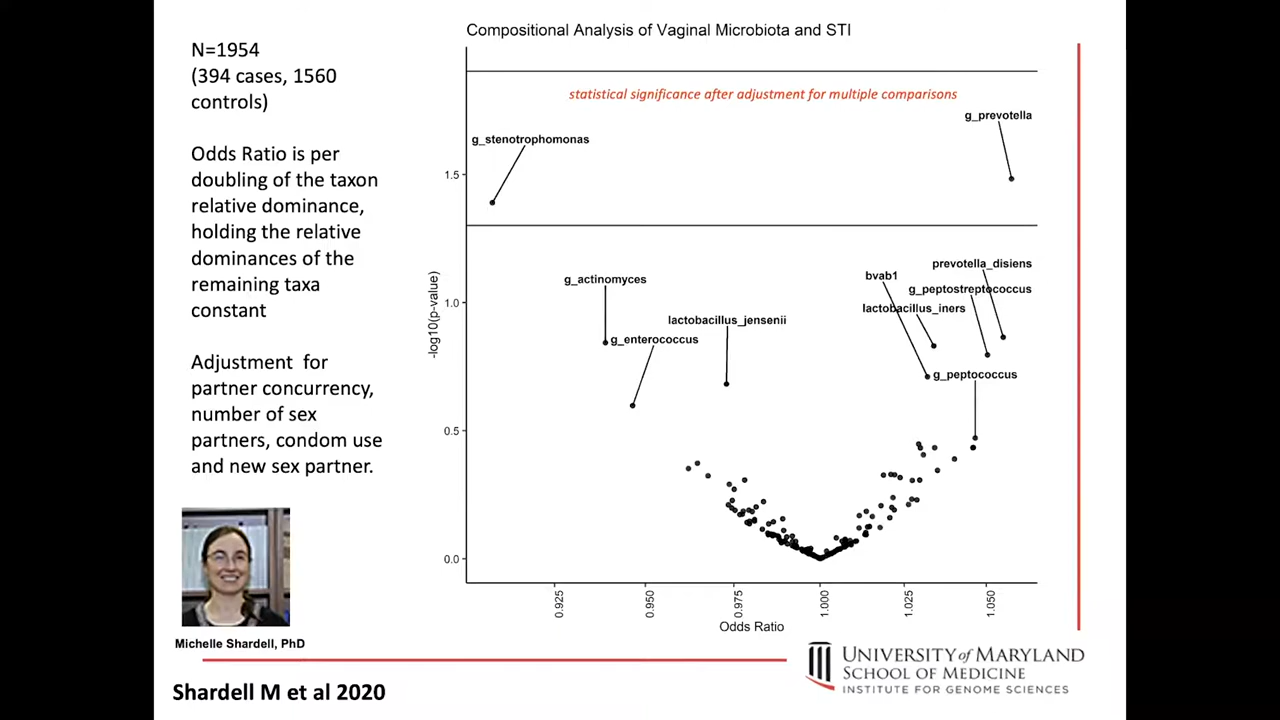 N=1954
(394 cases, 1560
controls)
Odds Ratio is per
doubling of the taxon
relative dominance,
holding the relative
dominances of the
remaining taxa
constant
Adjustment for
partner concurrency,
number of sex
partners, condom use
and new sex partner.
Michelle Shardell, PhD
Shardell M et al 2020
Compositional Analysis of Vaginal Microbiota and STI
statistical significance after adjustment for multiple comparisons
g_prevotella
g_stenotrophomonas
1.5
prevotella_disiens
bvab1
g_actinomyces
g_peptostreptococcus
1.0
lactobacillus_iners
lactobacillus_jensenii
g_enterococcus
g_peptococcus
0.5
0.0
-log10(p-value)
0.925
0.950
0.975
1.000
1.025
1.050
Odds Ratio
UNIVERSITY of MARYLAND
SCHOOL OF MEDICINE
INSTITUTE FOR GENOME SCIENCES